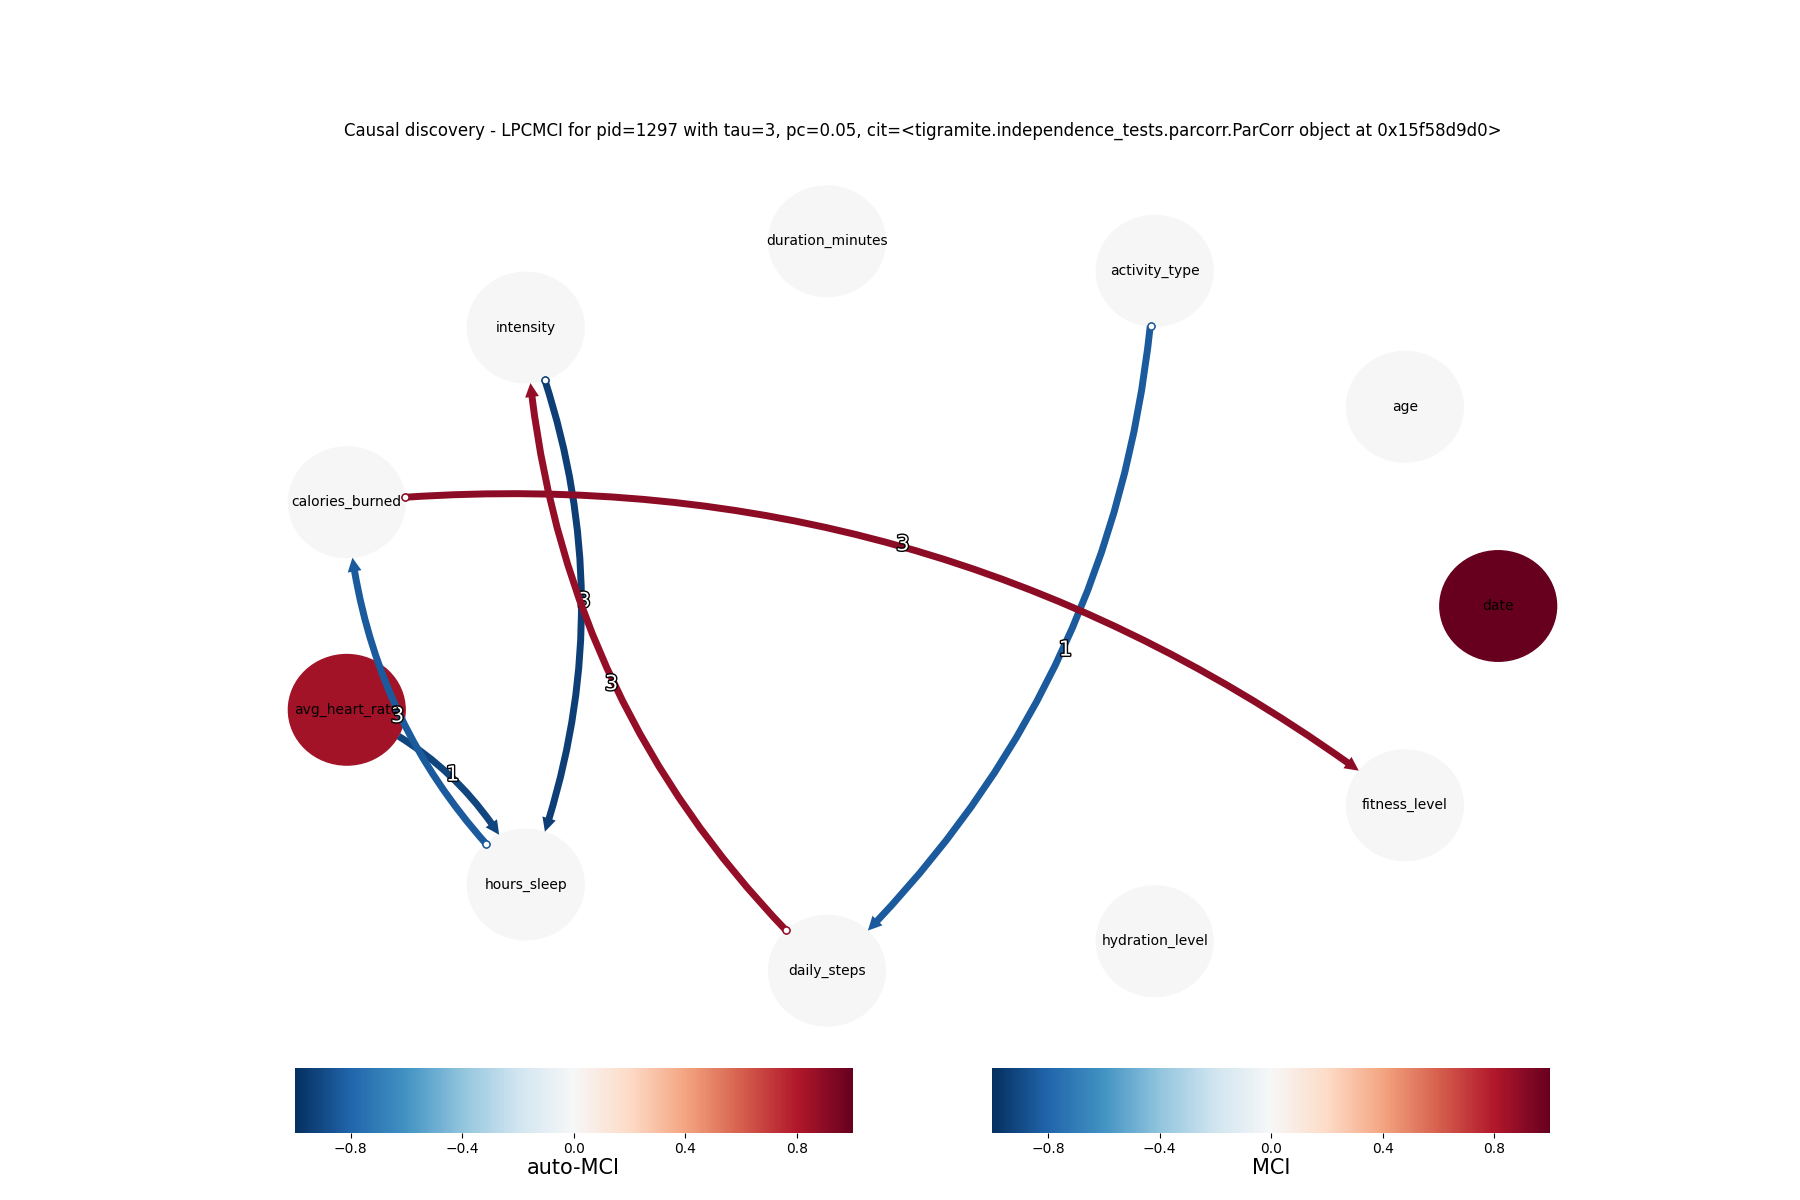 Causal discovery - LPCMCI for pid=1297 with tau=3, pc=0.05, cit=<tigramite.independence_tests.parcorr.ParCorr object at 0x15f58d9d0>
duration_minutes
activity_type
intensity
age
calories_burned
3
3
date
1
3
avg_heart_rate
3
1
fitness_level
hours_sleep
hydration_level
daily_steps
−0.8 −0.4 0.0 0.4 0.8
auto-MCI
−0.8 −0.4 0.0 0.4 0.8
MCI